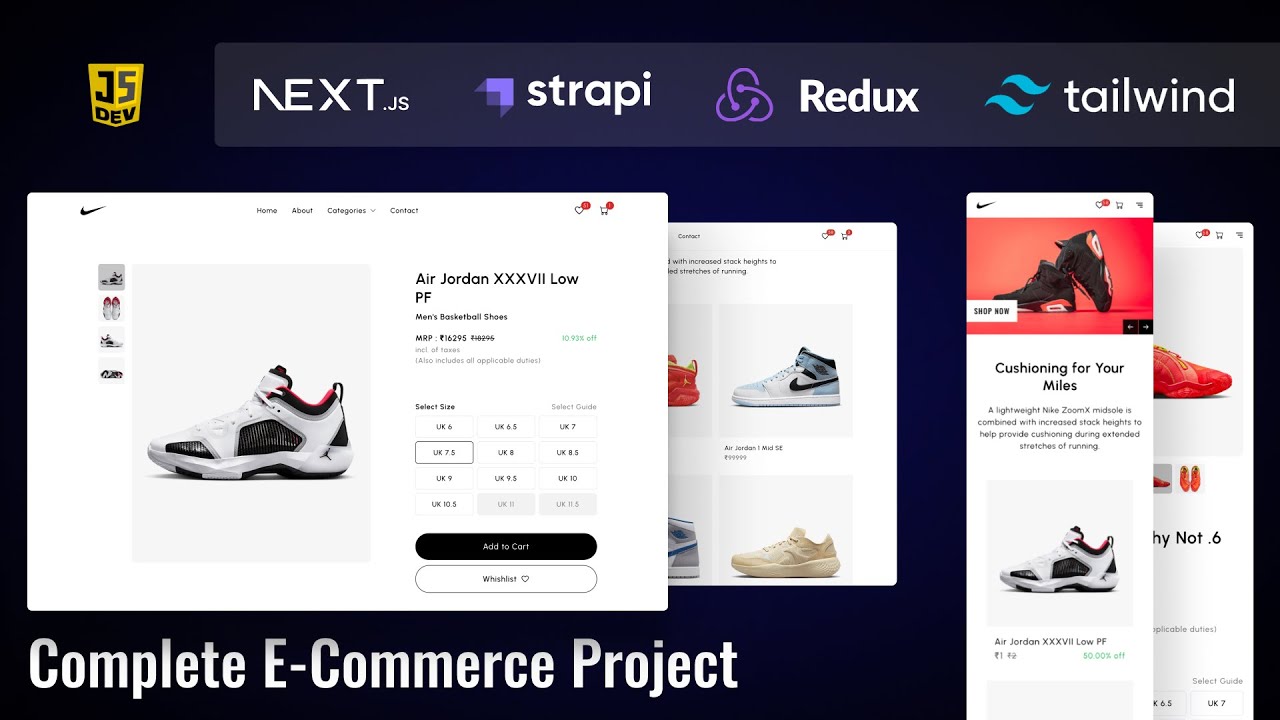 JS
DEV
NEXT.JS
strapi
Redux
tailwind
Home About Categories Contact
Air Jordan XXXVII Low
PF
Men's Basketball Shoes
MRP : ₹16295 ₹18295
10.93% off
incl. of taxes
(Also includes all applicable duties)
Select Size
Select Guide
UK 6 UK 6.5 UK 7
UK 7.5 UK 8 UK 8.5
UK 9 UK 9.5 UK 10
UK 10.5 UK 11 UK 11.5
Add to Cart
Whishlist
Contact
d with increased stack heights to
ded stretches of running.
Air Jordan 1 Mid SE
₹99999
SHOP NOW
Cushioning for Your
Miles
A lightweight Nike ZoomX midsole is
combined with increased stack heights to
help provide cushioning during extended
stretches of running.
Air Jordan XXXVII Low PF
₹1 ₹2
50.00% off
hy Not .6
plicable duties)
Select Guide
K 6.5 UK 7
Complete E-Commerce Project